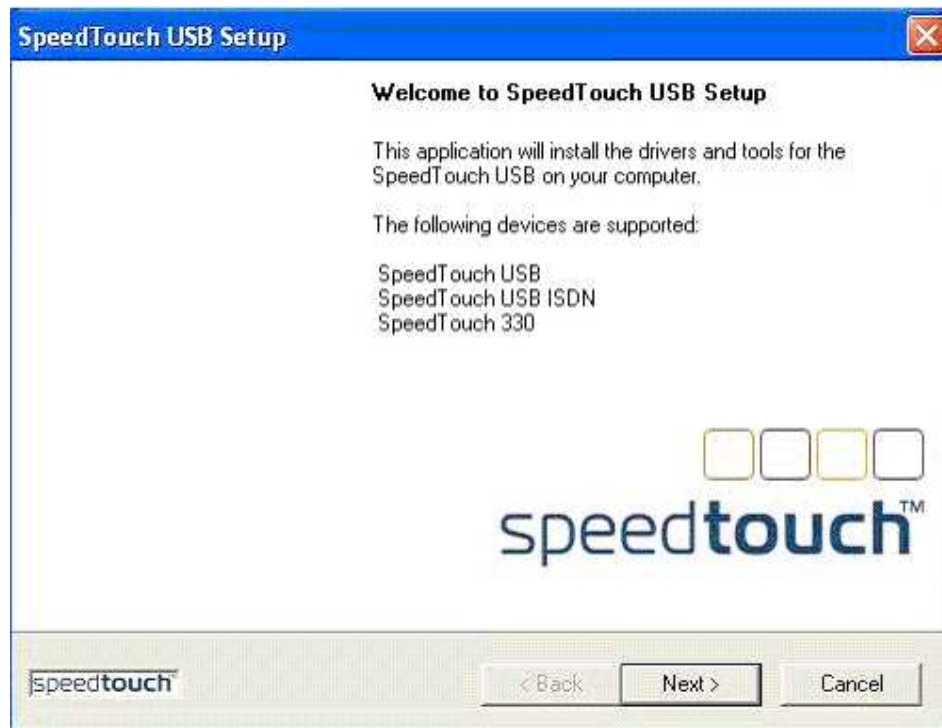 SpeedTouch USB Setup
Welcome to SpeedTouch USB Setup
This application will install the drivers and tools for the
SpeedTouch USB on your computer.
The following devices are supported:
SpeedTouch USB
SpeedTouch USB ISDN
SpeedTouch 330
speedtouch™
speedtouch™
< Back
Next >
Cancel